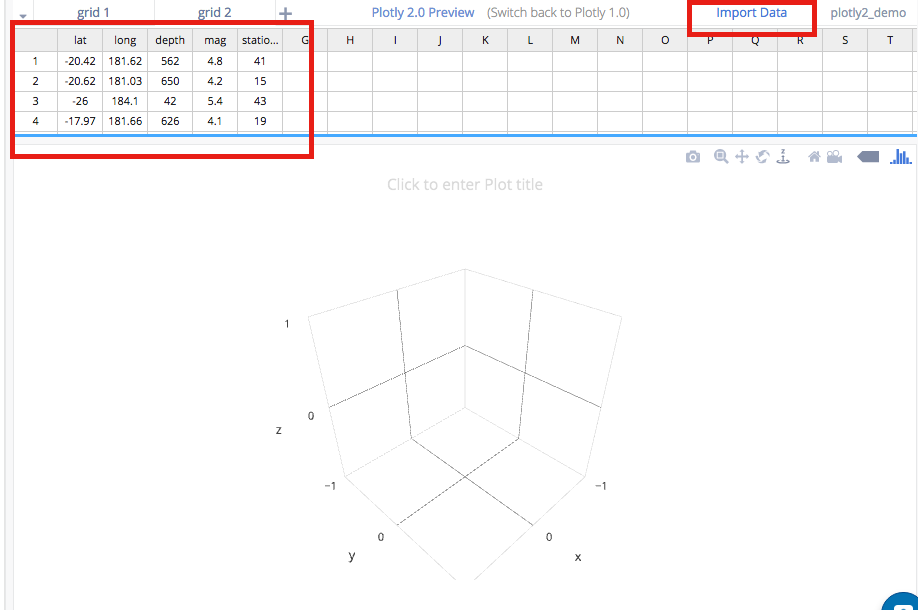 grid 1 grid 2 + Plotly 2.0 Preview (Switch back to Plotly 1.0) Import Data plotly2_demo
lat long depth mag statio... G H I J K L M N O P Q R S T
1 -20.42 181.62 562 4.8 41
2 -20.62 181.03 650 4.2 15
3 -26 184.1 42 5.4 43
4 -17.97 181.66 626 4.1 19
Click to enter Plot title
1
0
z
−1
−1
0
0
y
x